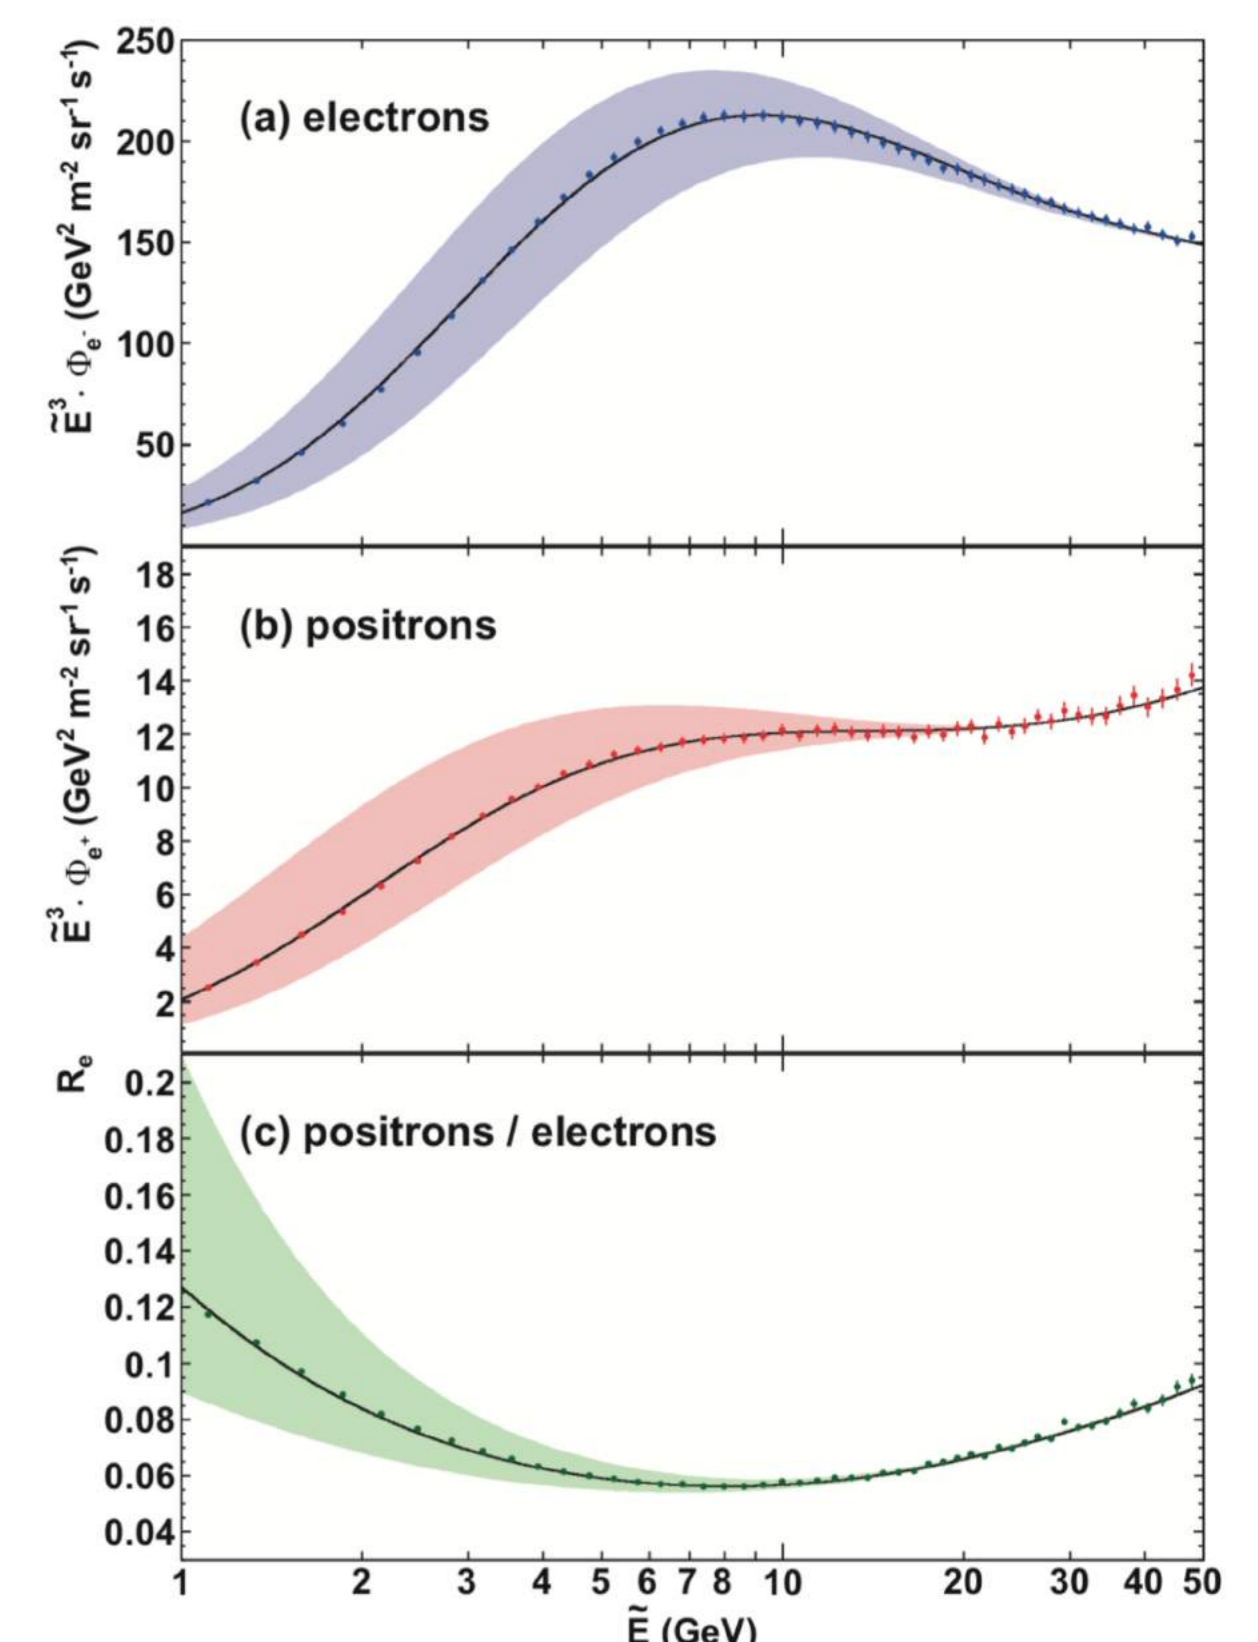 250
200
150
100
50
Ẽ³ · Φe⁻ (GeV² m⁻² sr⁻¹ s⁻¹)
(a) electrons
18
16
14
12
10
8
6
4
2
Ẽ³ · Φe⁺ (GeV² m⁻² sr⁻¹ s⁻¹)
(b) positrons
Rₑ
0.2
0.18
0.16
0.14
0.12
0.1
0.08
0.06
0.04
(c) positrons / electrons
1 2 3 4 5 6 7 8 10 20 30 40 50
Ẽ (GeV)